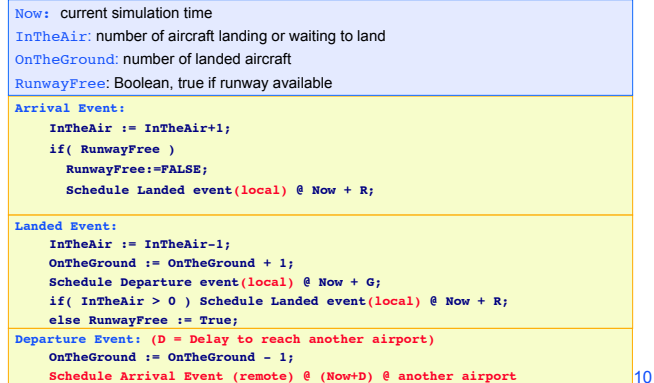 Now: current simulation time
InTheAir: number of aircraft landing or waiting to land
OnTheGround: number of landed aircraft
RunwayFree: Boolean, true if runway available
Arrival Event:
InTheAir := InTheAir+1;
if( RunwayFree )
RunwayFree:=FALSE;
Schedule Landed event(local) @ Now + R;
Landed Event:
InTheAir := InTheAir-1;
OnTheGround := OnTheGround + 1;
Schedule Departure event(local) @ Now + G;
if( InTheAir > 0 ) Schedule Landed event(local) @ Now + R;
else RunwayFree := True;
Departure Event: (D = Delay to reach another airport)
OnTheGround := OnTheGround - 1;
Schedule Arrival Event (remote) @ (Now+D) @ another airport
10